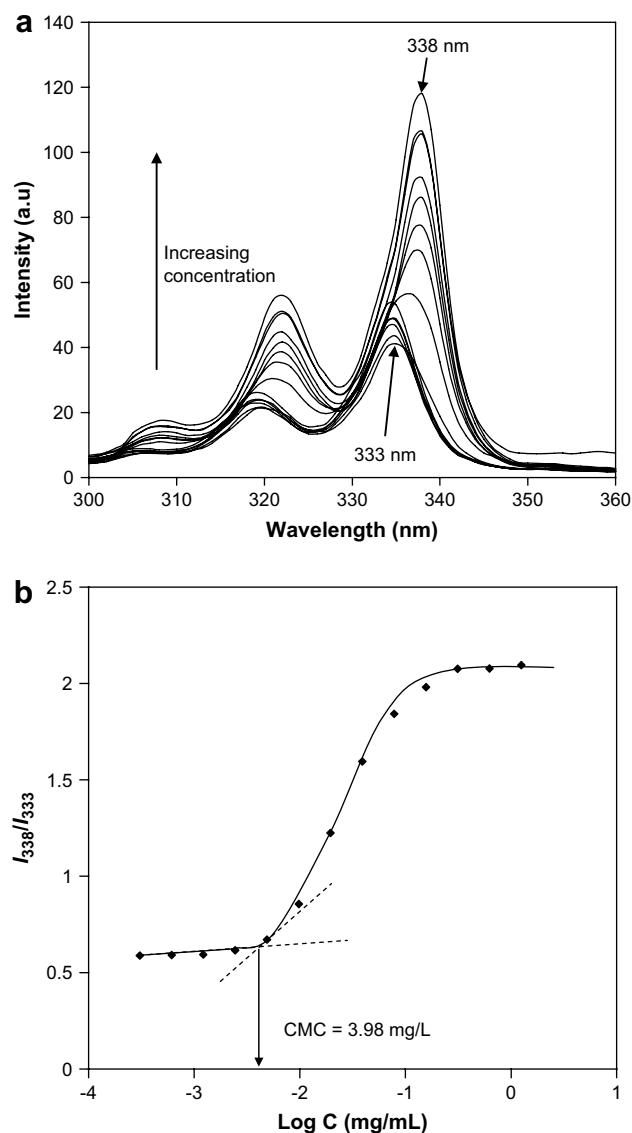 a
140
120
100
80
60
40
20
0
Intensity (a.u)
338 nm
Increasing
concentration
333 nm
300 310 320 330 340 350 360
Wavelength (nm)
b
2.5
2
1.5
1
0.5
0
I338/I333
CMC = 3.98 mg/L
-4 -3 -2 -1 0 1
Log C (mg/mL)